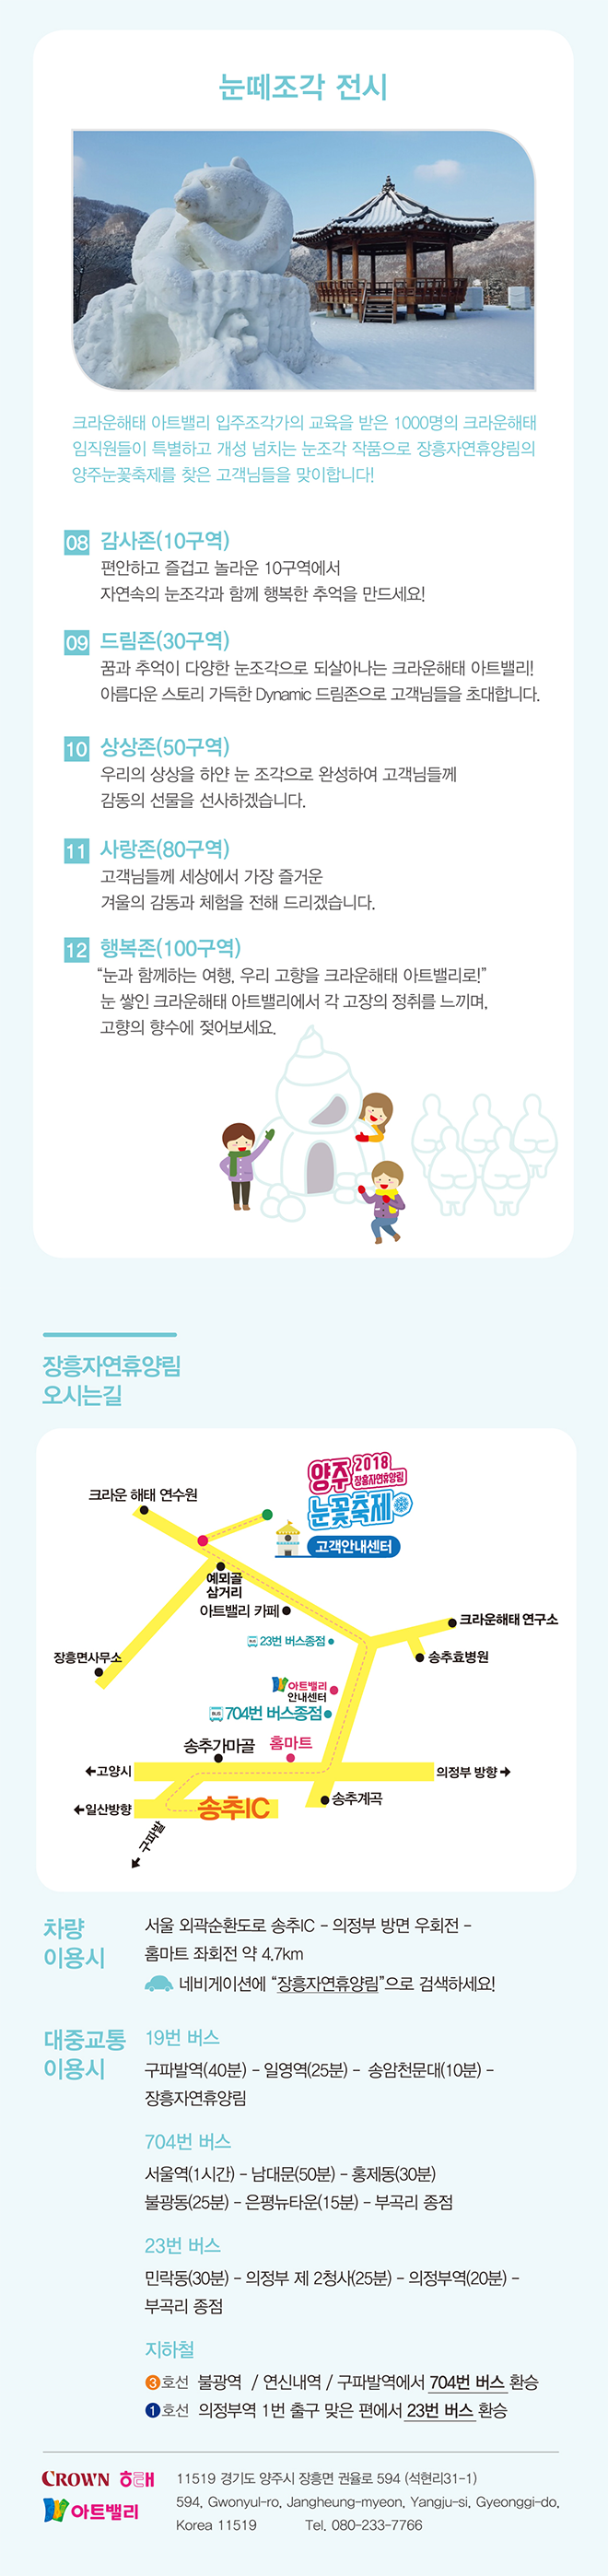 눈떼조각 전시
크라운해태 아트밸리 입주조각가의 교육을 받은 1000명의 크라운해태
임직원들이 특별하고 개성 넘치는 눈조각 작품으로 장흥자연휴양림의
양주눈꽃축제를 찾은 고객님들을 맞이합니다!
08 감사존(10구역)
편안하고 즐겁고 놀라운 10구역에서
자연속의 눈조각과 함께 행복한 추억을 만드세요!
09 드림존(30구역)
꿈과 추억이 다양한 눈조각으로 되살아나는 크라운해태 아트밸리!
아름다운 스토리 가득한 Dynamic 드림존으로 고객님들을 초대합니다.
10 상상존(50구역)
우리의 상상을 하얀 눈 조각으로 완성하여 고객님들께
감동의 선물을 선사하겠습니다.
11 사랑존(80구역)
고객님들께 세상에서 가장 즐거운
겨울의 감동과 체험을 전해 드리겠습니다.
12 행복존(100구역)
“눈과 함께하는 여행, 우리 고향을 크라운해태 아트밸리로!”
눈 쌓인 크라운해태 아트밸리에서 각 고장의 정취를 느끼며,
고향의 향수에 젖어보세요.
장흥자연휴양림
오시는길
양주 2018
장흥자연휴양림
눈꽃축제
고객안내센터
크라운 해태 연수원
예뫼골
삼거리
아트밸리 카페
크라운해태 연구소
23번 버스종점
송추효병원
장흥면사무소
아트밸리
안내센터
BUS 704번 버스종점
송추가마골
홈마트
←고양시
의정부 방향→
←일산방향
송추IC
송추계곡
구파발
차량
이용시
서울 외곽순환도로 송추IC - 의정부 방면 우회전 -
홈마트 좌회전 약 4.7km
네비게이션에 “장흥자연휴양림”으로 검색하세요!
대중교통
이용시
19번 버스
구파발역(40분) - 일영역(25분) - 송암천문대(10분) -
장흥자연휴양림
704번 버스
서울역(1시간) - 남대문(50분) - 홍제동(30분)
불광동(25분) - 은평뉴타운(15분) - 부곡리 종점
23번 버스
민락동(30분) - 의정부 제 2청사(25분) - 의정부역(20분) -
부곡리 종점
지하철
3호선 불광역 / 연신내역 / 구파발역에서 704번 버스 환승
1호선 의정부역 1번 출구 맞은 편에서 23번 버스 환승
CROWN 해태
아트밸리
11519 경기도 양주시 장흥면 권율로 594 (석현리31-1)
594, Gwonyul-ro, Jangheung-myeon, Yangju-si, Gyeonggi-do,
Korea 11519 Tel. 080-233-7766